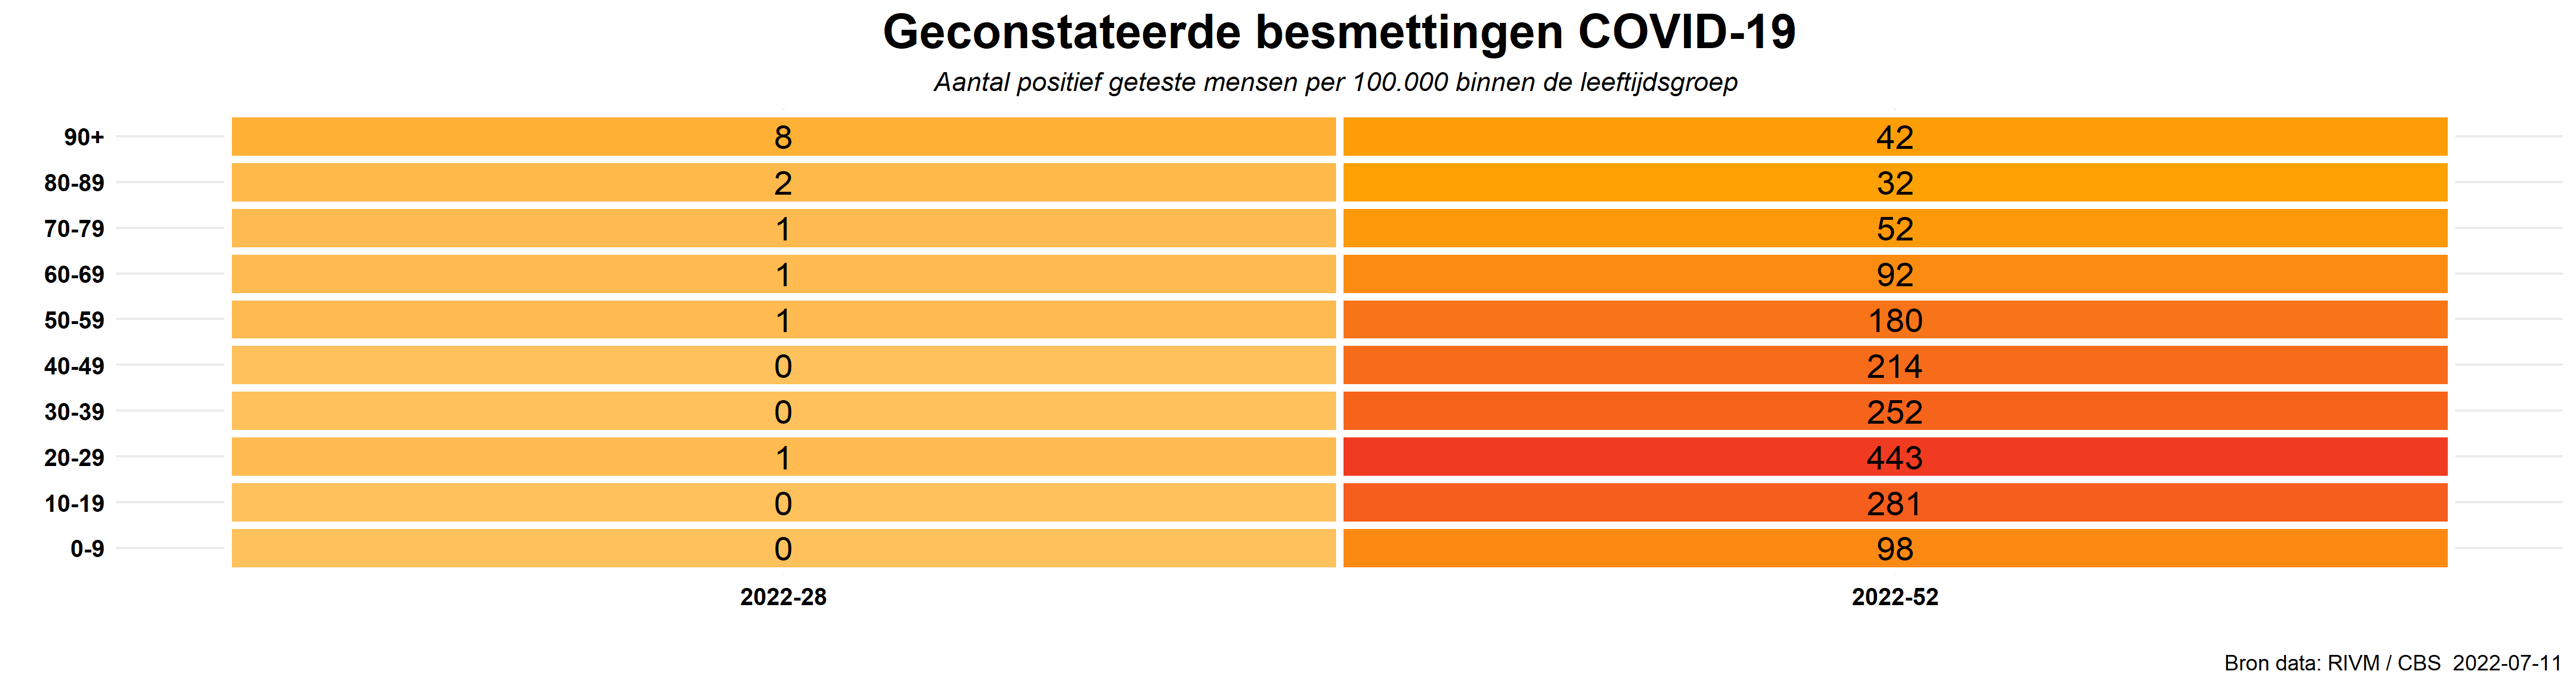 Geconstateerde besmettingen COVID-19
Aantal positief geteste mensen per 100.000 binnen de leeftijdsgroep
90+ 8 42
80-89 2 32
70-79 1 52
60-69 1 92
50-59 1 180
40-49 0 214
30-39 0 252
20-29 1 443
10-19 0 281
0-9 0 98
2022-28 2022-52
Bron data: RIVM / CBS 2022-07-11